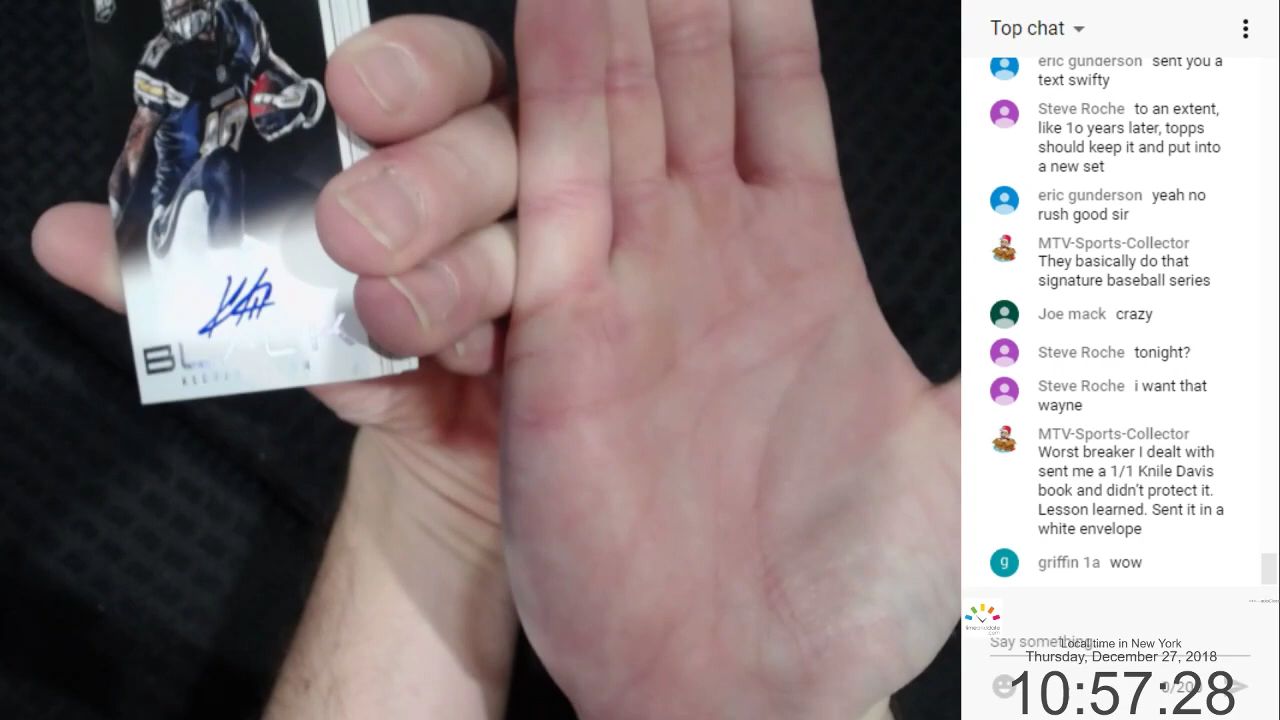 Top chat
eric gunderson sent you a
text swifty
Steve Roche to an extent,
like 1o years later, topps
should keep it and put into
a new set
eric gunderson yeah no
rush good sir
MTV-Sports-Collector
They basically do that
signature baseball series
Joe mack crazy
Steve Roche tonight?
Steve Roche i want that
wayne
MTV-Sports-Collector
Worst breaker I dealt with
sent me a 1/1 Knile Davis
book and didn't protect it.
Lesson learned. Sent it in a
white envelope
g griffin 1a wow
Say something
Local time in New York
Thursday, December 27, 2018
0/200
10:57:28